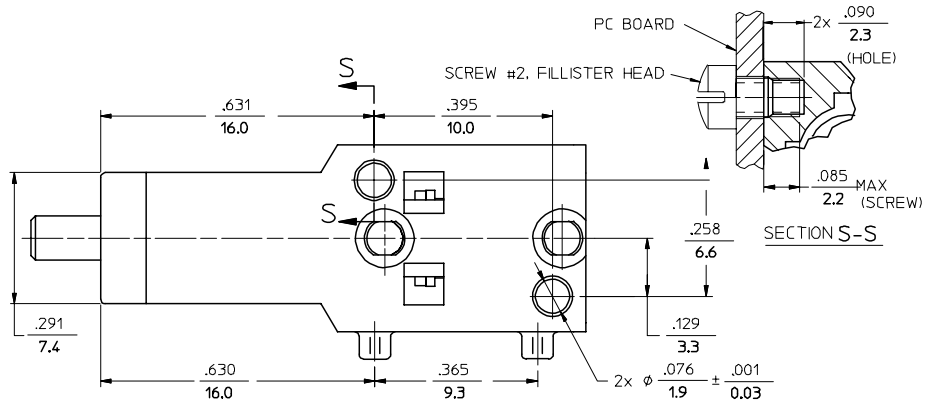 PC BOARD
2x .090
2.3
(HOLE)
SCREW #2, FILLISTER HEAD
S
.631
16.0
.395
10.0
S
.085 MAX
2.2 (SCREW)
SECTION S-S
.258
6.6
.291
7.4
.129
3.3
.630
16.0
.365
9.3
2x ϕ .076 ± .001
1.9 0.03